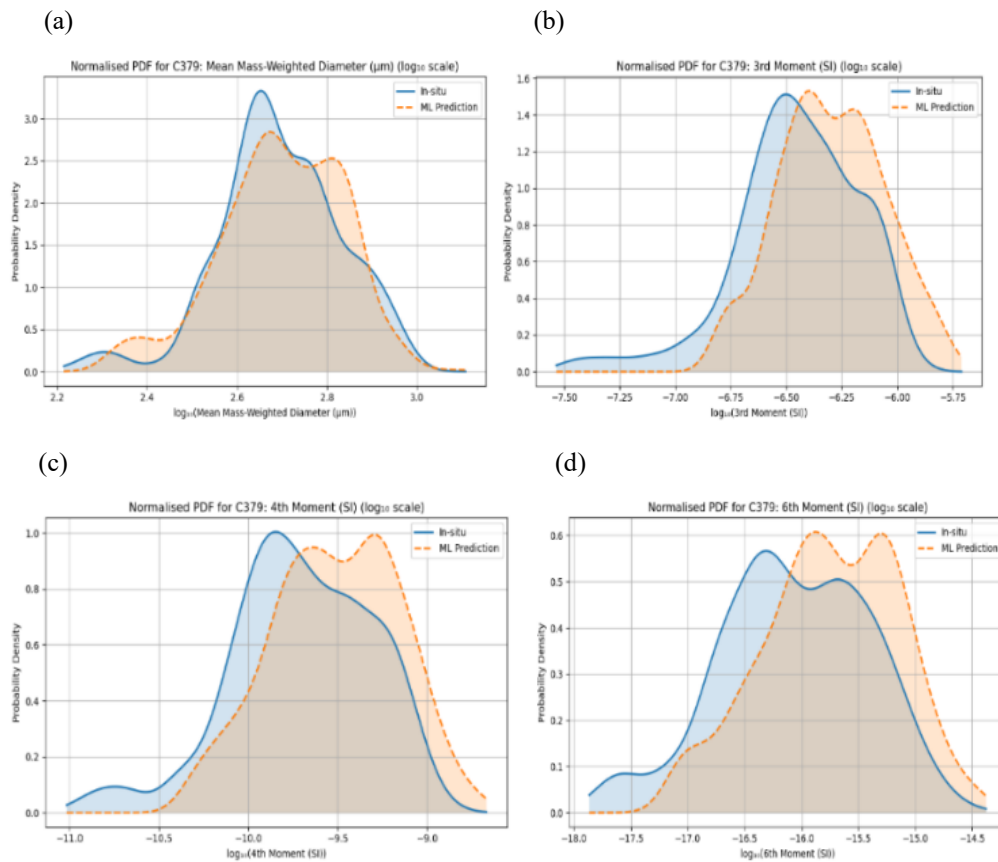 (a)
(b)
Normalised PDF for C379: Mean Mass-Weighted Diameter (μm) (log₁₀ scale)
In-situ
ML Prediction
Probability Density
3.0
2.5
2.0
1.5
1.0
0.5
0.0
2.2
2.4
2.6
2.8
3.0
log₁₀(Mean Mass-Weighted Diameter (μm))
Normalised PDF for C379: 3rd Moment (SI) (log₁₀ scale)
In-situ
ML Prediction
Probability Density
1.6
1.4
1.2
1.0
0.8
0.6
0.4
0.2
0.0
−7.50
−7.25
−7.00
−6.75
−6.50
−6.25
−6.00
−5.75
log₁₀(3rd Moment (SI))
(c)
(d)
Normalised PDF for C379: 4th Moment (SI) (log₁₀ scale)
In-situ
ML Prediction
Probability Density
1.0
0.8
0.6
0.4
0.2
0.0
−11.0
−10.5
−10.0
−9.5
−9.0
log₁₀(4th Moment (SI))
Normalised PDF for C379: 6th Moment (SI) (log₁₀ scale)
In-situ
ML Prediction
Probability Density
0.6
0.5
0.4
0.3
0.2
0.1
0.0
−18.0
−17.5
−17.0
−16.5
−16.0
−15.5
−15.0
−14.5
log₁₀(6th Moment (SI))